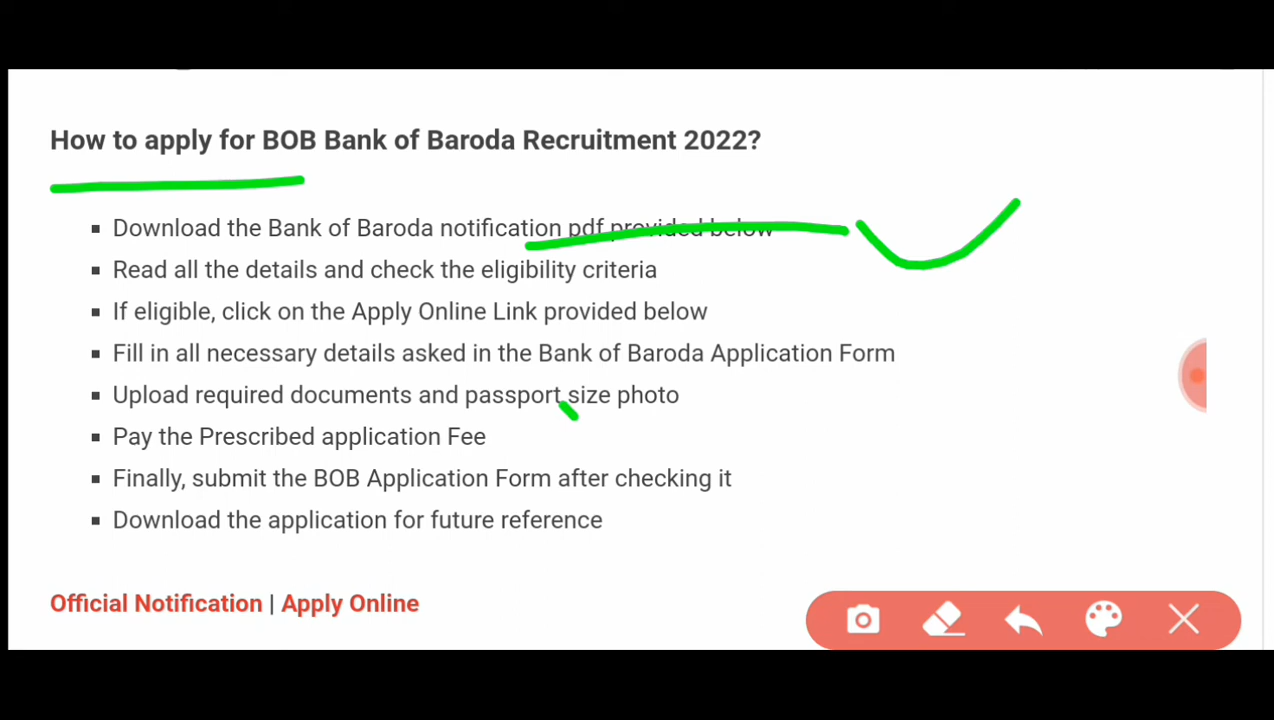 How to apply for BOB Bank of Baroda Recruitment 2022?
Download the Bank of Baroda notification pdf provided below
Read all the details and check the eligibility criteria
If eligible, click on the Apply Online Link provided below
Fill in all necessary details asked in the Bank of Baroda Application Form
Upload required documents and passport size photo
Pay the Prescribed application Fee
Finally, submit the BOB Application Form after checking it
Download the application for future reference
Official Notification | Apply Online